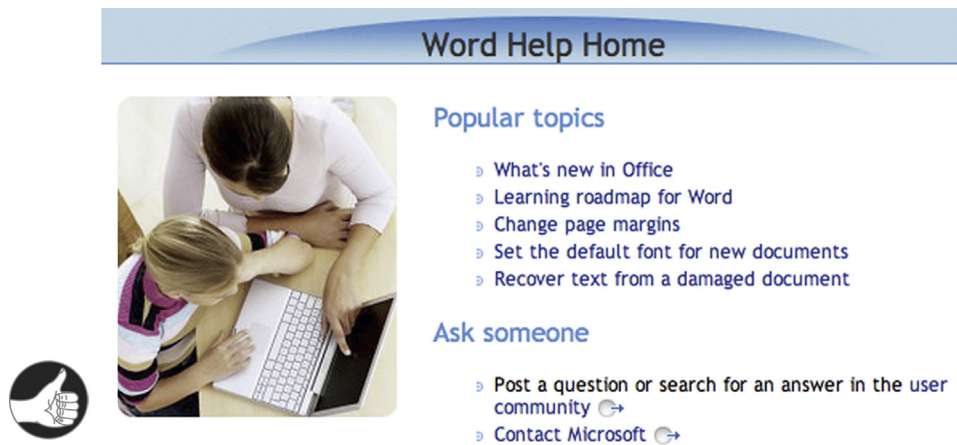 Word Help Home
Popular topics
What's new in Office
Learning roadmap for Word
Change page margins
Set the default font for new documents
Recover text from a damaged document
Ask someone
Post a question or search for an answer in the user
community
Contact Microsoft